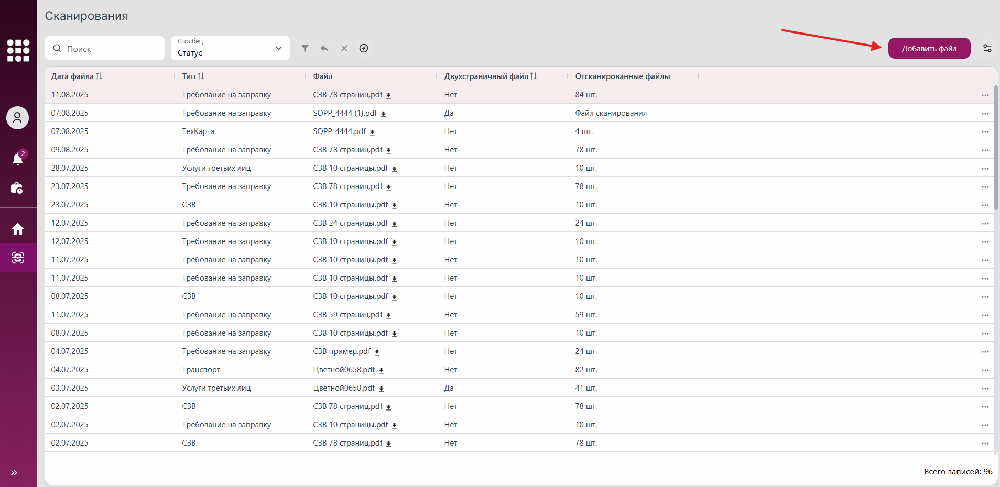 Сканирования
Поиск
Столбец
Статус
Добавить файл
2
Дата файла Тип Файл Двухстраничный файл Отсканированные файлы
11.08.2025 Требование на заправку СЗВ 78 страниц.pdf Нет 84 шт.
07.08.2025 Требование на заправку SOPP_4444 (1).pdf Да Файл сканирования
07.08.2025 ТехКарта SOPP_4444.pdf Нет 4 шт.
09.08.2025 Требование на заправку СЗВ 78 страниц.pdf Нет 78 шт.
28.07.2025 Услуги третьих лиц СЗВ 10 страницы.pdf Нет 10 шт.
23.07.2025 Требование на заправку СЗВ 78 страниц.pdf Нет 78 шт.
23.07.2025 СЗВ СЗВ 10 страницы.pdf Нет 10 шт.
12.07.2025 Требование на заправку СЗВ 24 страницы.pdf Нет 24 шт.
12.07.2025 Требование на заправку СЗВ 10 страницы.pdf Нет 10 шт.
11.07.2025 Требование на заправку СЗВ 10 страницы.pdf Нет 10 шт.
11.07.2025 Требование на заправку СЗВ 10 страницы.pdf Нет 10 шт.
08.07.2025 СЗВ СЗВ 10 страницы.pdf Нет 10 шт.
11.07.2025 Требование на заправку СЗВ 59 страниц.pdf Нет 59 шт.
08.07.2025 Требование на заправку СЗВ 10 страницы.pdf Нет 10 шт.
04.07.2025 Требование на заправку СЗВ пример.pdf Нет 24 шт.
04.07.2025 Транспорт Цветной0658.pdf Нет 82 шт.
03.07.2025 Услуги третьих лиц Цветной0658.pdf Да 41 шт.
02.07.2025 СЗВ СЗВ 78 страниц.pdf Нет 78 шт.
02.07.2025 Требование на заправку СЗВ 10 страницы.pdf Нет 10 шт.
02.07.2025 СЗВ СЗВ 78 страниц.pdf Нет 78 шт.
Всего записей: 96